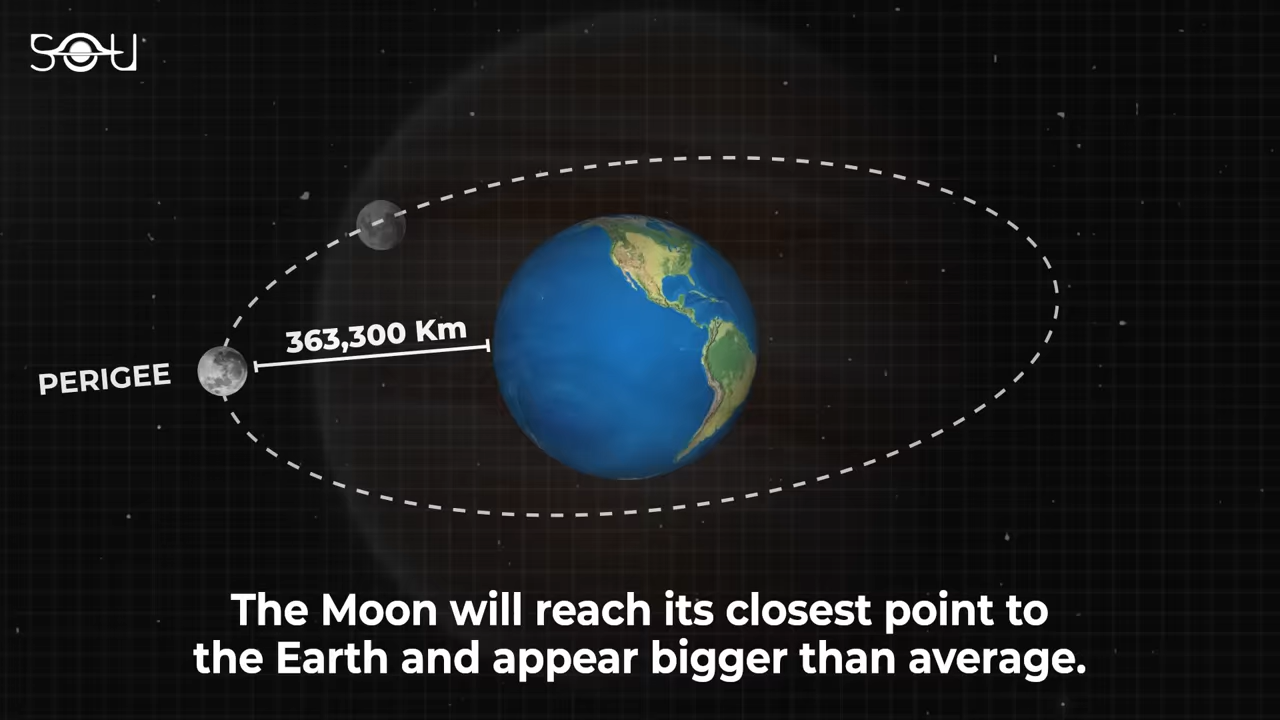 SOU
363,300 Km
PERIGEE
The Moon will reach its closest point to
the Earth and appear bigger than average.